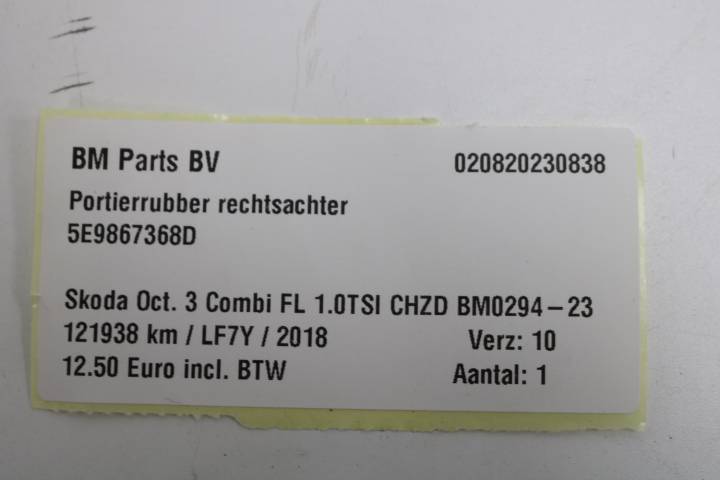 BM Parts BV 020820230838
Portierrubber rechtsachter
5E9867368D
Skoda Oct. 3 Combi FL 1.0TSI CHZD BM0294-23
121938 km / LF7Y / 2018 Verz: 10
12.50 Euro incl. BTW Aantal: 1